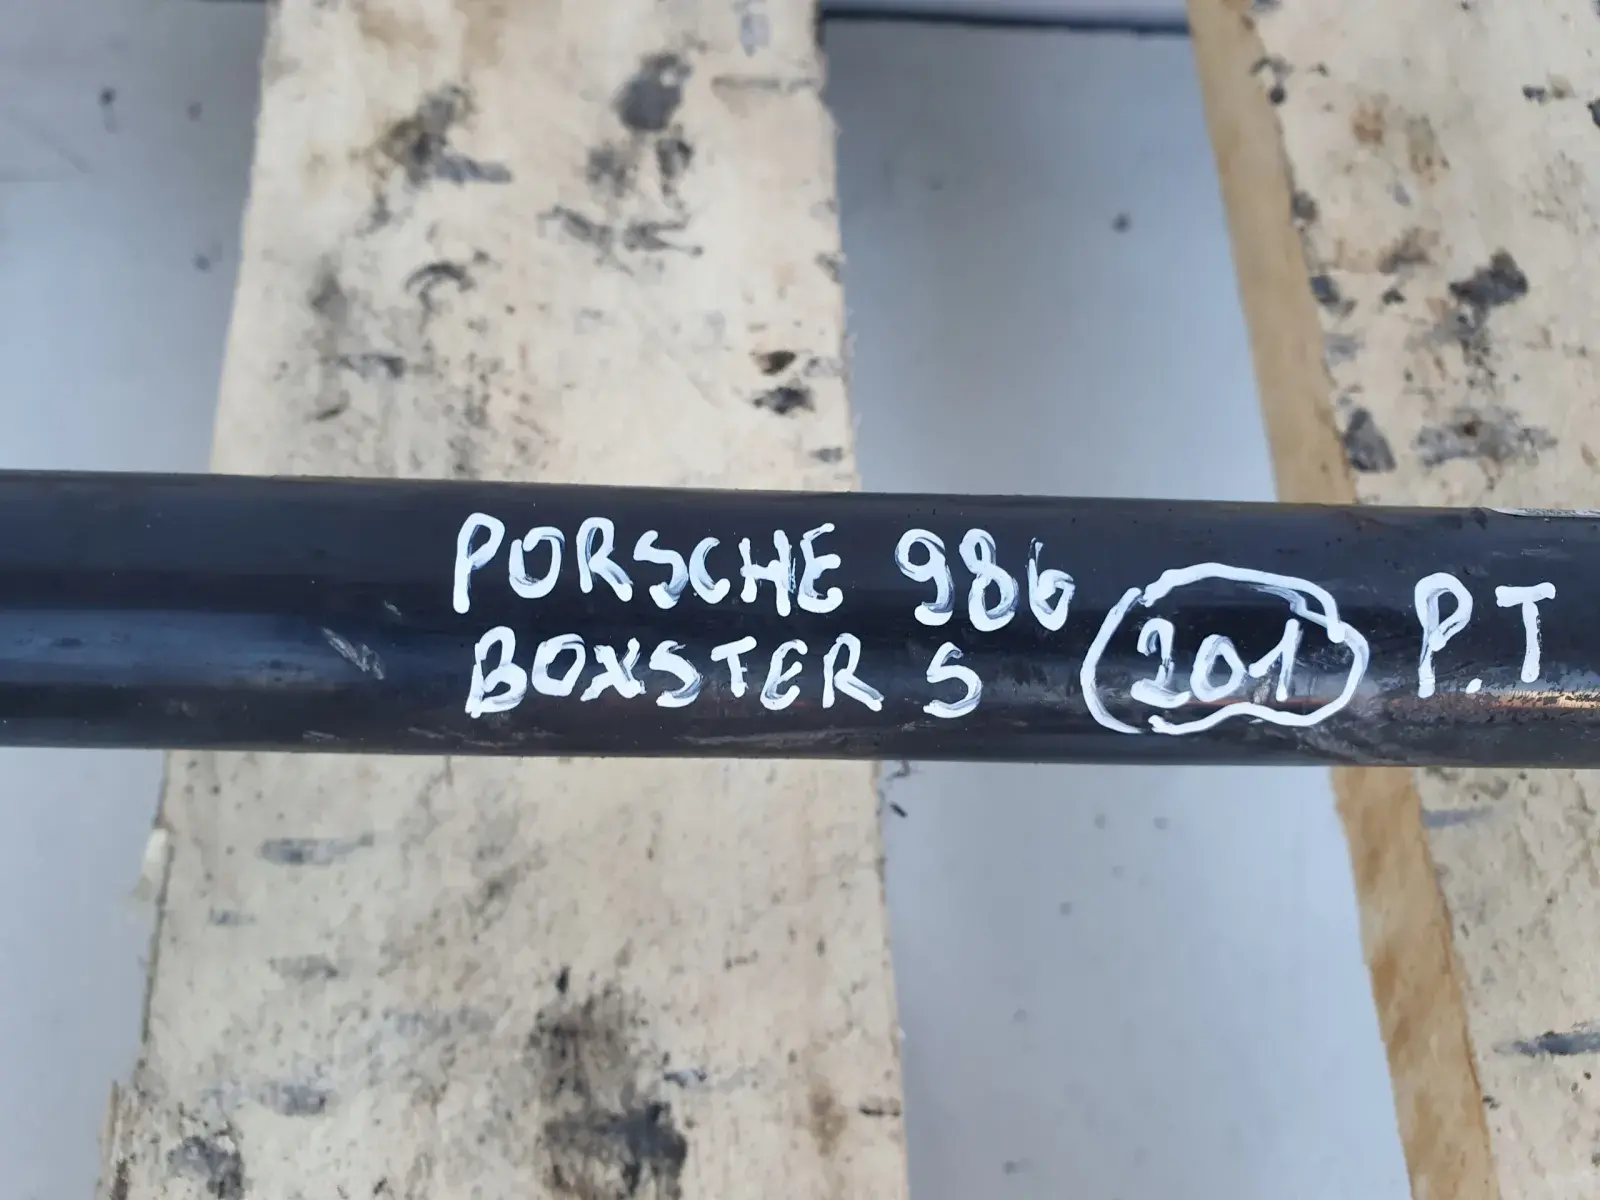 PORSCHE 986
BOXSTER S 201 P.T